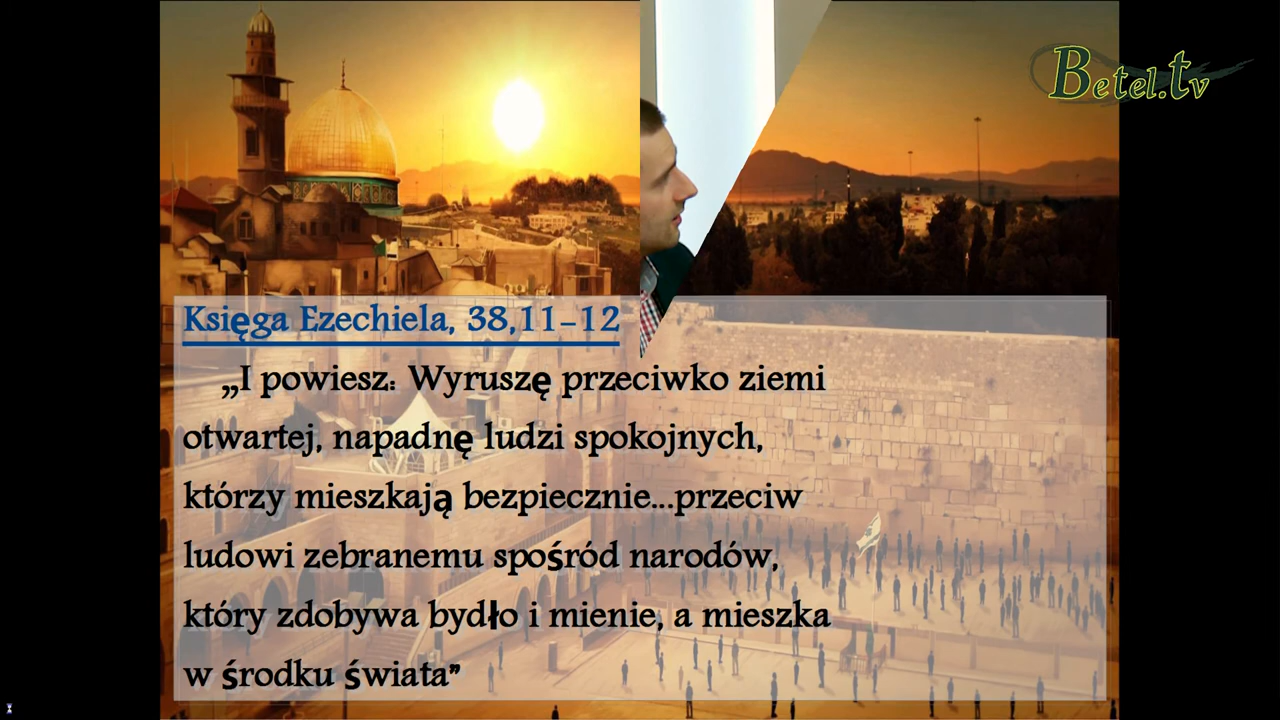 Betel.tv
Księga Ezechiela, 38,11-12
„I powiesz: Wyruszę przeciwko ziemi
otwartej, napadnę ludzi spokojnych,
którzy mieszkają bezpiecznie...przeciw
ludowi zebranemu spośród narodów,
który zdobywa bydło i mienie, a mieszka
w środku świata”